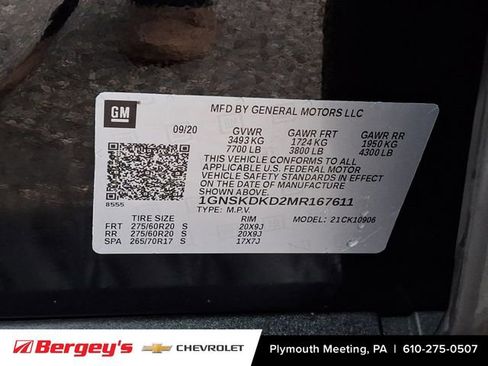 GM
MFD BY GENERAL MOTORS LLC
09/20 GVWR GAWR FRT GAWR RR
3493 KG 1724 KG 1950 KG
7700 LB 3800 LB 4300 LB
THIS VEHICLE CONFORMS TO ALL
APPLICABLE U.S. FEDERAL MOTOR
VEHICLE SAFETY STANDARDS IN EFFECT
ON THE DATE OF MANUFACTURE SHOWN ABOVE.
8555 1GNSKDKD2MR167611
TYPE: M.P.V. MODEL: 21CK10906
TIRE SIZE RIM
FRT 275/60R20 S 20X9J
RR 275/60R20 S 20X9J
SPA 265/70R17 S 17X7J
Bergey's CHEVROLET Plymouth Meeting, PA | 610-275-0507